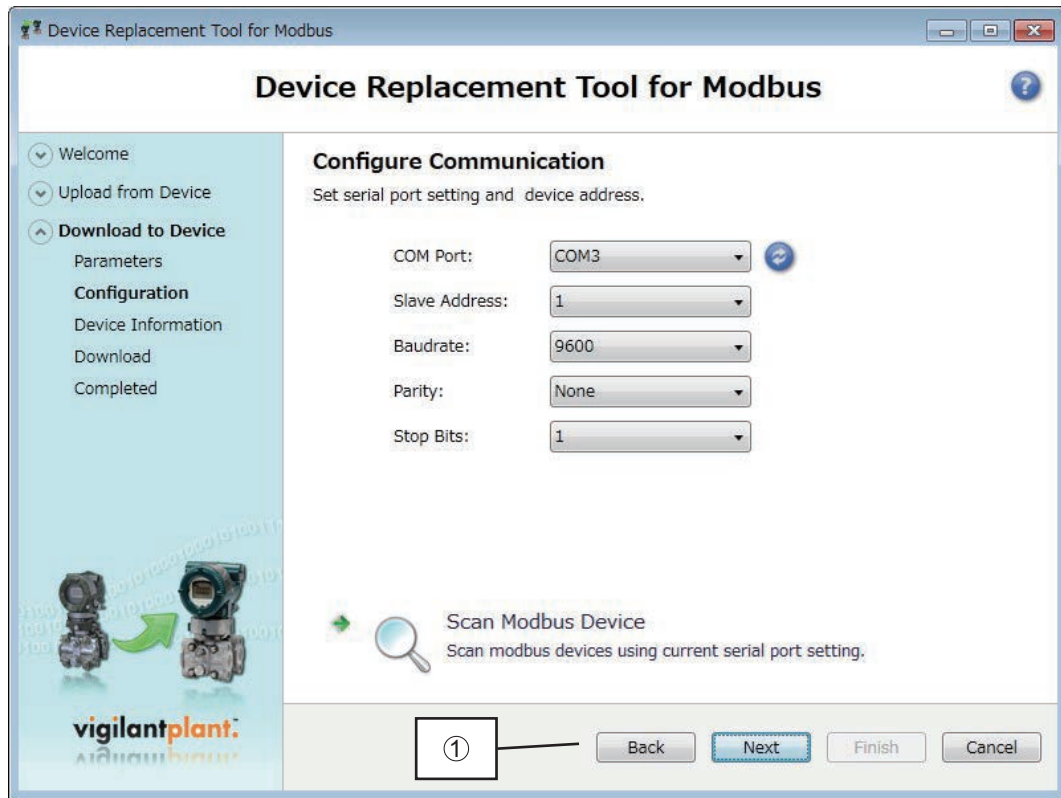 Device Replacement Tool for Modbus
Device Replacement Tool for Modbus
?
Welcome
Upload from Device
Download to Device
Parameters
Configuration
Device Information
Download
Completed
Configure Communication
Set serial port setting and device address.
COM Port: COM3
Slave Address: 1
Baudrate: 9600
Parity: None
Stop Bits: 1
Scan Modbus Device
Scan modbus devices using current serial port setting.
vigilantplant.
① Back Next Finish Cancel